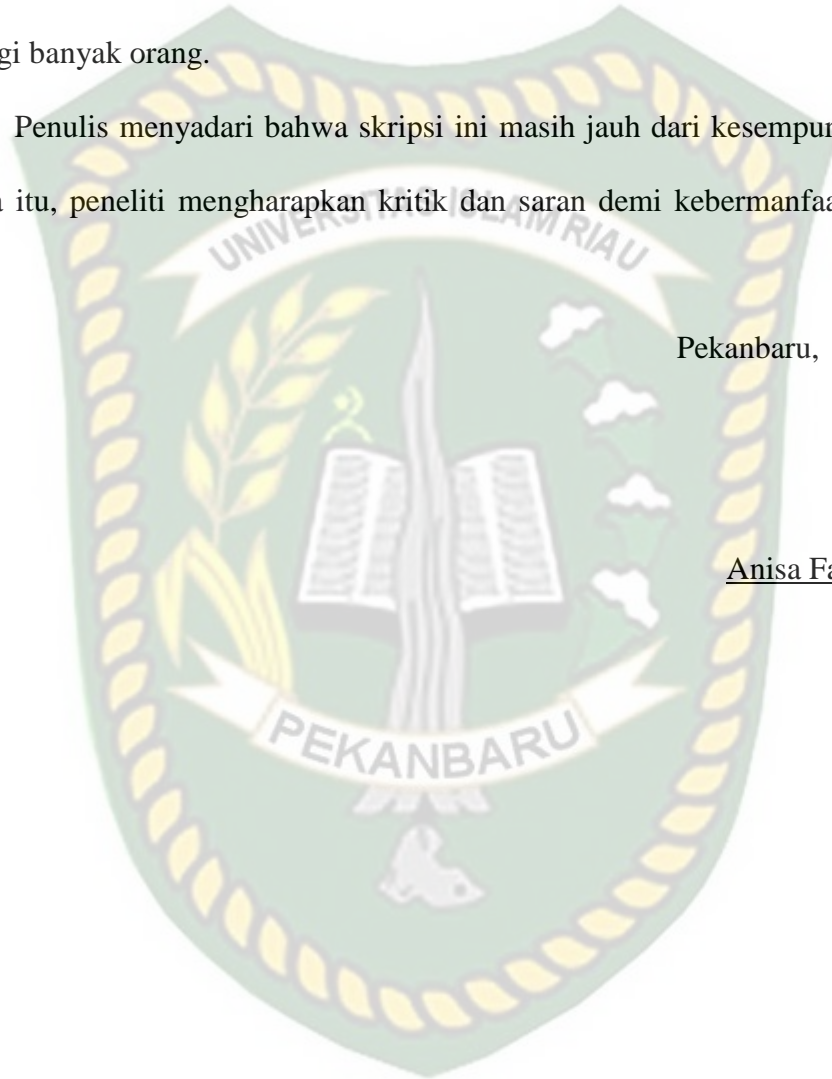 gi banyak orang.
Penulis menyadari bahwa skripsi ini masih jauh dari kesempur
itu, peneliti mengharapkan kritik dan saran demi kebermanfaa
UNIVERSITAS ISLAM RIAU
Pekanbaru,
Anisa Fa
PEKANBARU